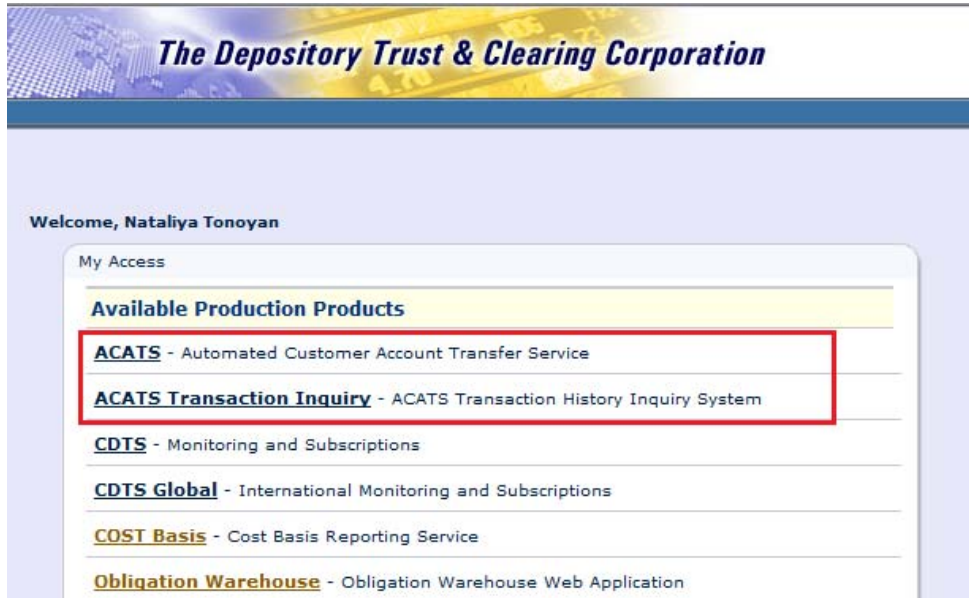 The Depository Trust & Clearing Corporation
Welcome, Nataliya Tonoyan
My Access
Available Production Products
ACATS - Automated Customer Account Transfer Service
ACATS Transaction Inquiry - ACATS Transaction History Inquiry System
CDTS - Monitoring and Subscriptions
CDTS Global - International Monitoring and Subscriptions
COST Basis - Cost Basis Reporting Service
Obligation Warehouse - Obligation Warehouse Web Application